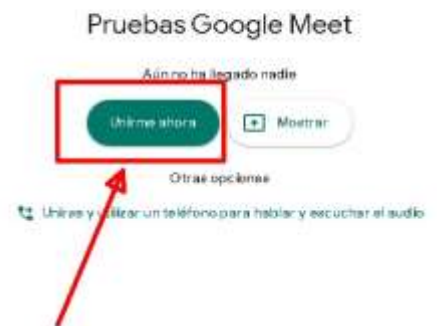 Pruebas Google Meet
Aún no ha llegado nadie
Unirme ahora
Mostrar
Otras opciones
Unirse y utilizar un teléfono para hablar y escuchar el audio